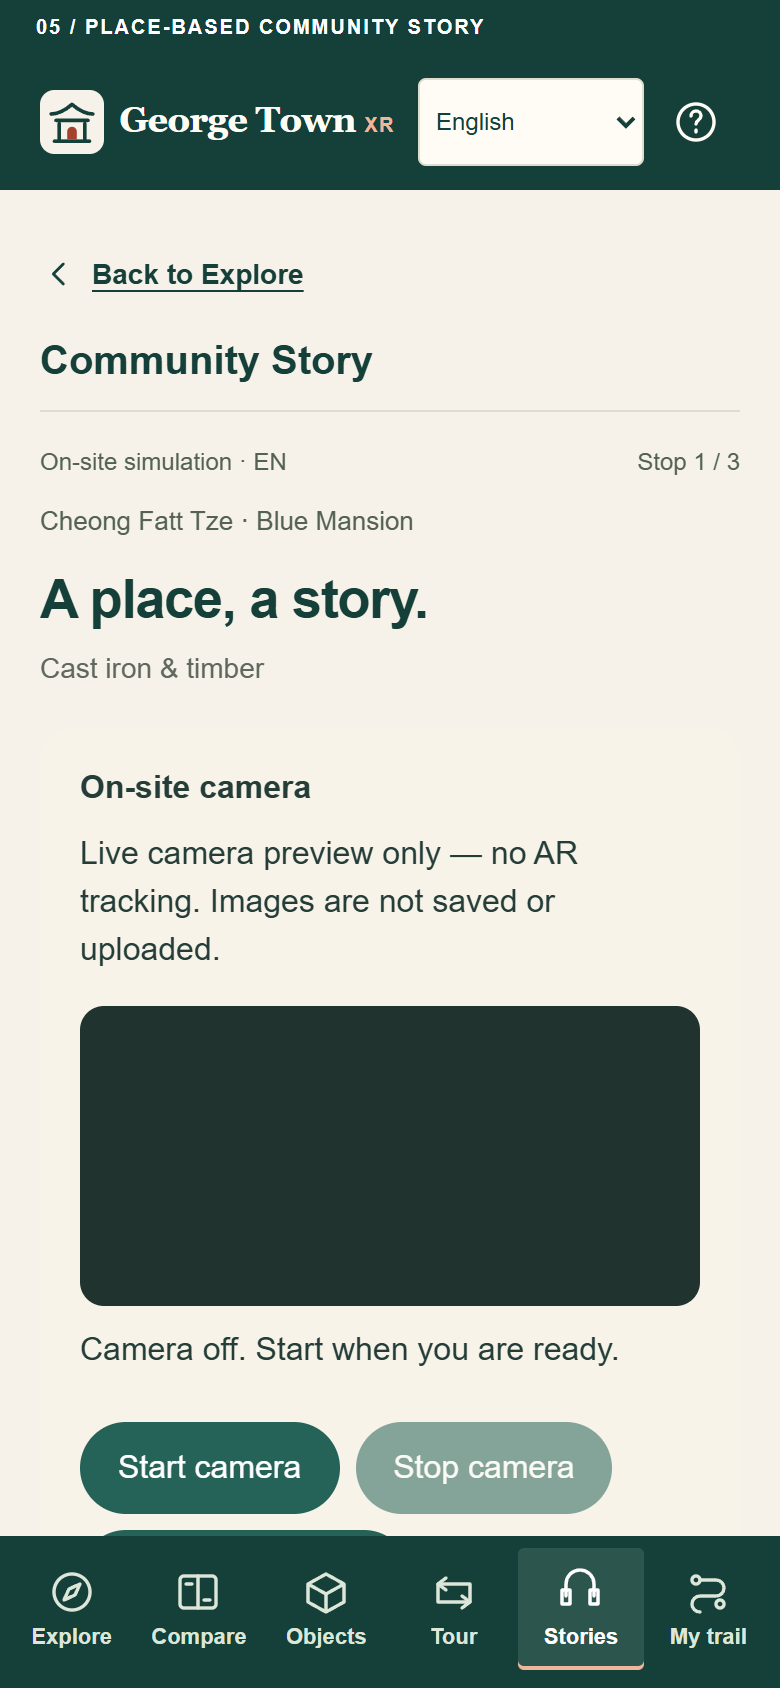 05 / PLACE-BASED COMMUNITY STORY
George Town XR
English
Back to Explore
Community Story
On-site simulation · EN
Stop 1 / 3
Cheong Fatt Tze · Blue Mansion
A place, a story.
Cast iron & timber
On-site camera
Live camera preview only — no AR
tracking. Images are not saved or
uploaded.
Camera off. Start when you are ready.
Start camera
Stop camera
Explore
Compare
Objects
Tour
Stories
My trail